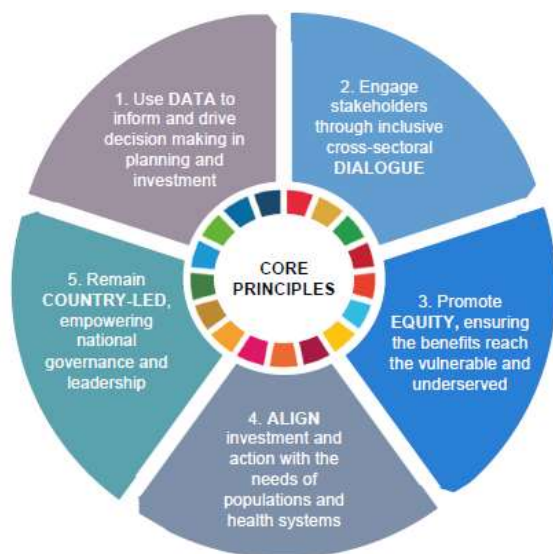 1. Use DATA to
inform and drive
decision making in
planning and
investment
2. Engage
stakeholders
through inclusive
cross-sectoral
DIALOGUE
3. Promote
EQUITY, ensuring
the benefits reach
the vulnerable and
underserved
4. ALIGN
investment and
action with the
needs of
populations and
health systems
5. Remain
COUNTRY-LED,
empowering
national
governance and
leadership
CORE
PRINCIPLES